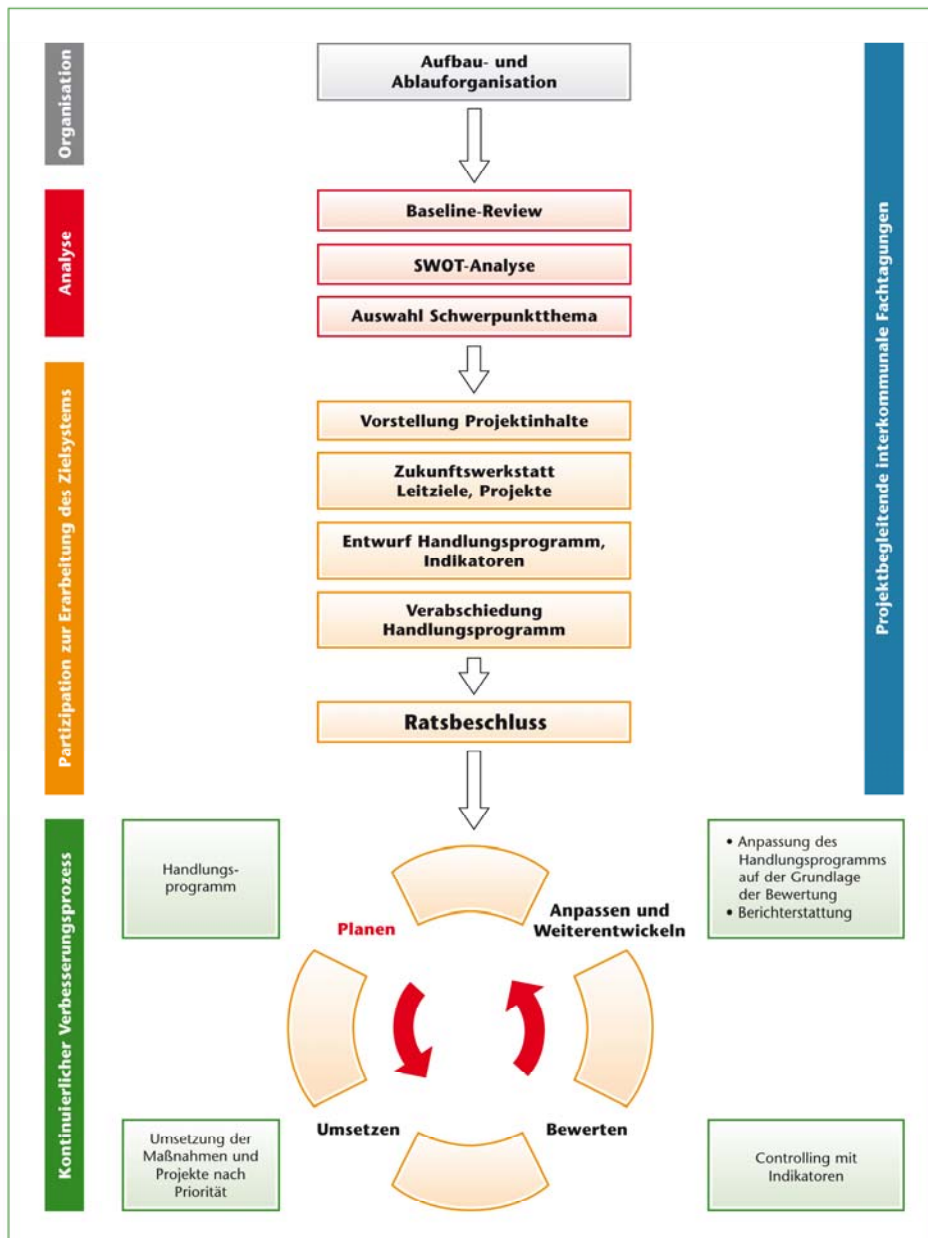 Organisation
Aufbau- und
Ablauforganisation
Analyse
Baseline-Review
SWOT-Analyse
Auswahl Schwerpunktthema
Partizipation zur Erarbeitung des Zielsystems
Vorstellung Projektinhalte
Zukunftswerkstatt
Leitziele, Projekte
Entwurf Handlungsprogramm,
Indikatoren
Verabschiedung
Handlungsprogramm
Ratsbeschluss
Projektbegleitende interkommunale Fachtagungen
Kontinuierlicher Verbesserungsprozess
Handlungs-
programm
• Anpassung des
Handlungsprogramms
auf der Grundlage
der Bewertung
• Berichterstattung
Planen
Anpassen und
Weiterentwickeln
Umsetzen
Bewerten
Umsetzung der
Maßnahmen und
Projekte nach
Priorität
Controlling mit
Indikatoren